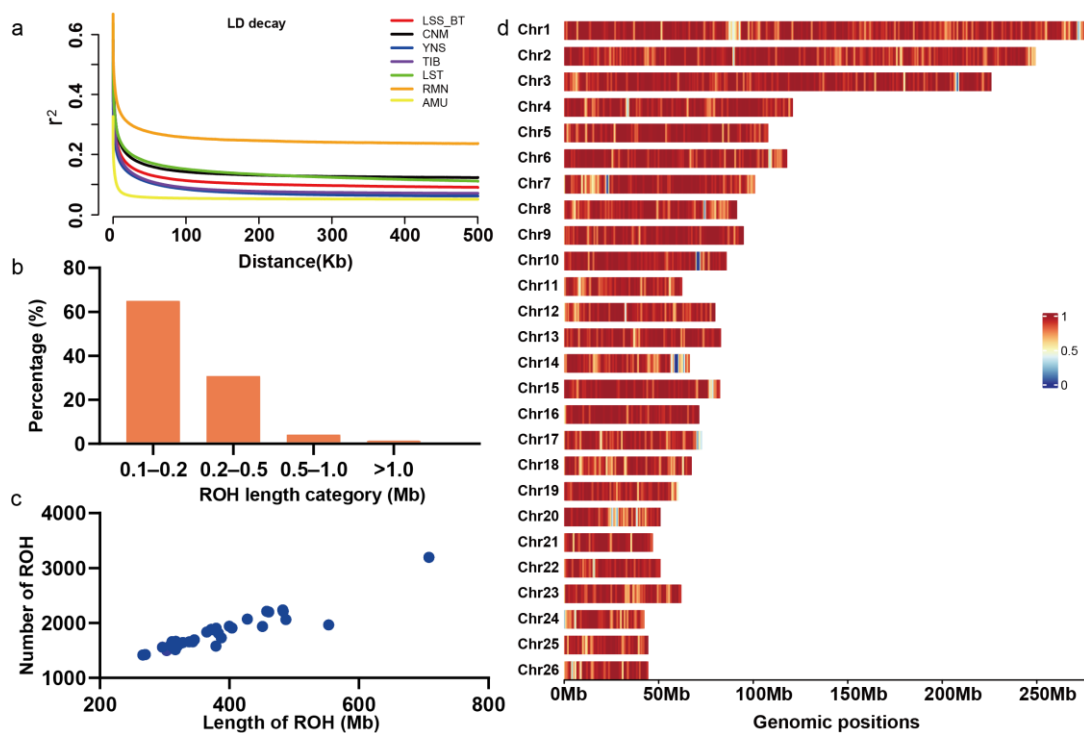 a
LD decay
LSS_BT
CNM
YNS
TIB
LST
RMN
AMU
r²
0.6
0.4
0.2
0.0
0 100 200 300 400 500
Distance(Kb)
b
Percentage (%)
80
60
40
20
0
0.1–0.2 0.2–0.5 0.5–1.0 >1.0
ROH length category (Mb)
c
Number of ROH
4000
3000
2000
1000
200 400 600 800
Length of ROH (Mb)
d
Chr1
Chr2
Chr3
Chr4
Chr5
Chr6
Chr7
Chr8
Chr9
Chr10
Chr11
Chr12
Chr13
Chr14
Chr15
Chr16
Chr17
Chr18
Chr19
Chr20
Chr21
Chr22
Chr23
Chr24
Chr25
Chr26
1
0.5
0
0Mb 50Mb 100Mb 150Mb 200Mb 250Mb
Genomic positions